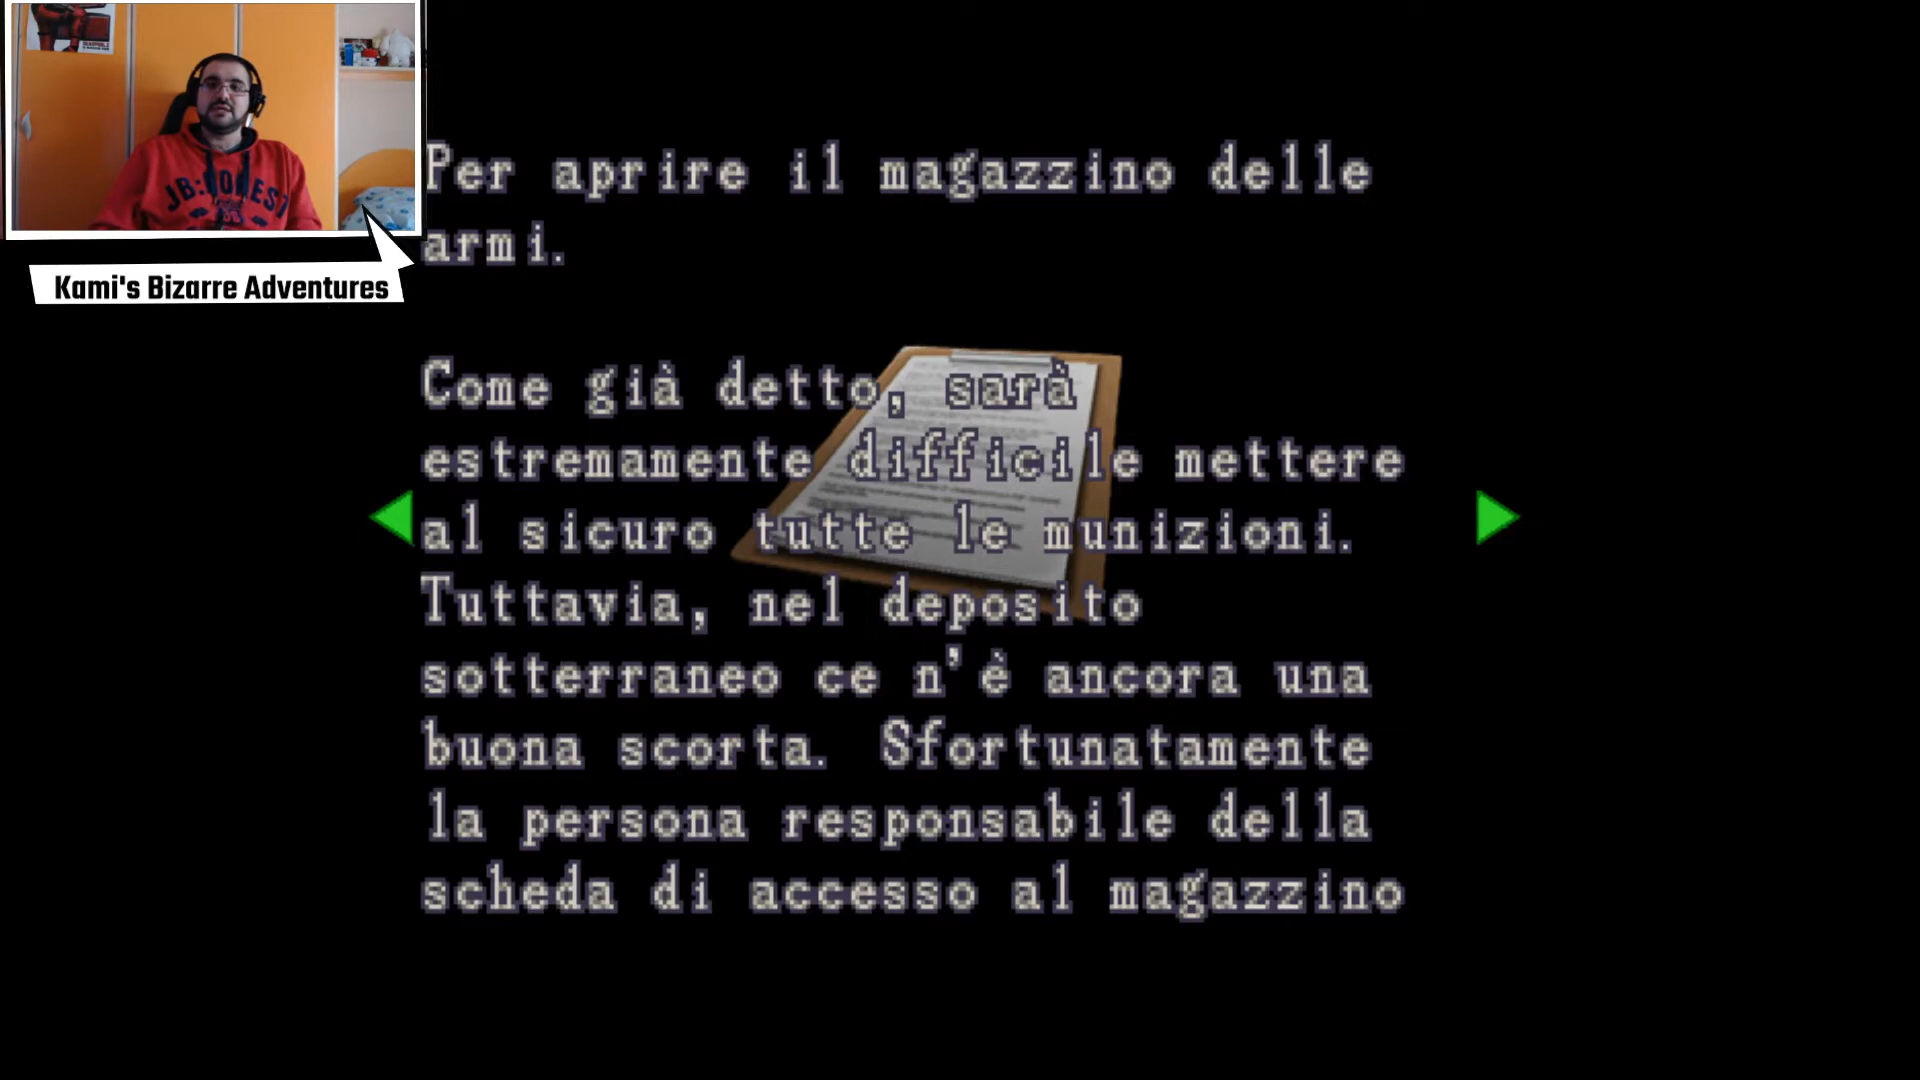 Per aprire il magazzino delle
armi.
Come già detto, sarà
estremamente difficile mettere
al sicuro tutte le munizioni.
Tuttavia, nel deposito
sotterraneo ce n'è ancora una
buona scorta. Sfortunatamente
la persona responsabile della
scheda di accesso al magazzino
Kami's Bizarre Adventures